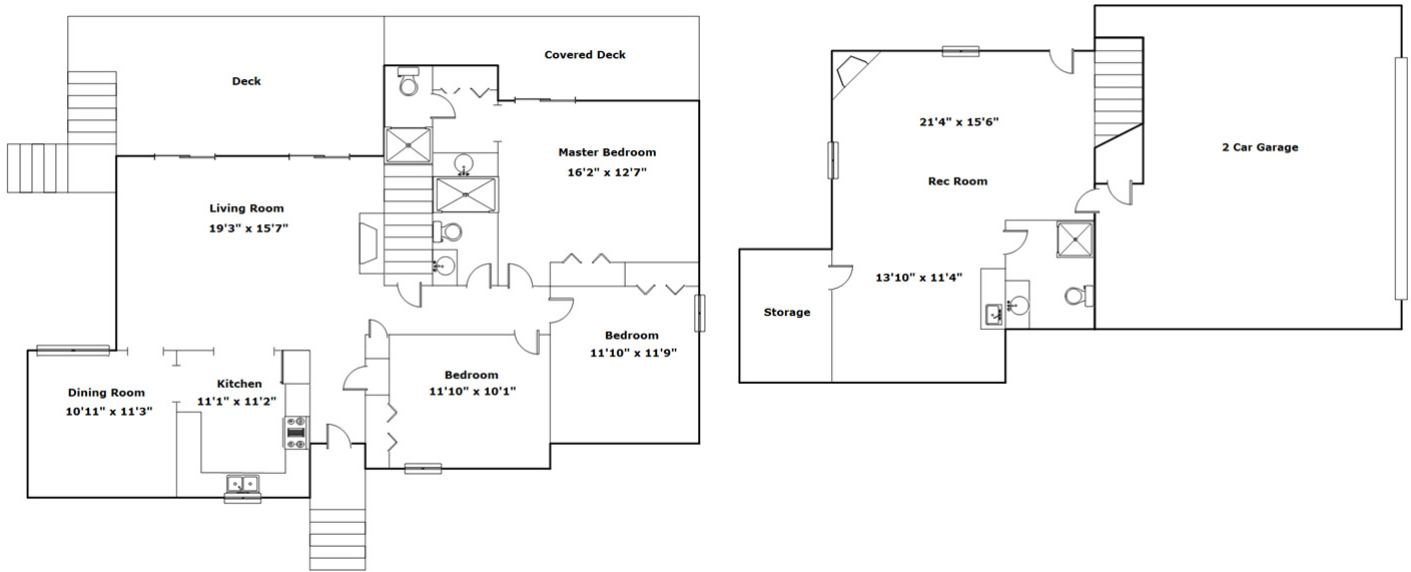 Deck
Covered Deck
Master Bedroom
16'2" x 12'7"
Living Room
19'3" x 15'7"
Bedroom
11'10" x 11'9"
Bedroom
11'10" x 10'1"
Kitchen
11'1" x 11'2"
Dining Room
10'11" x 11'3"
21'4" x 15'6"
Rec Room
2 Car Garage
13'10" x 11'4"
Storage